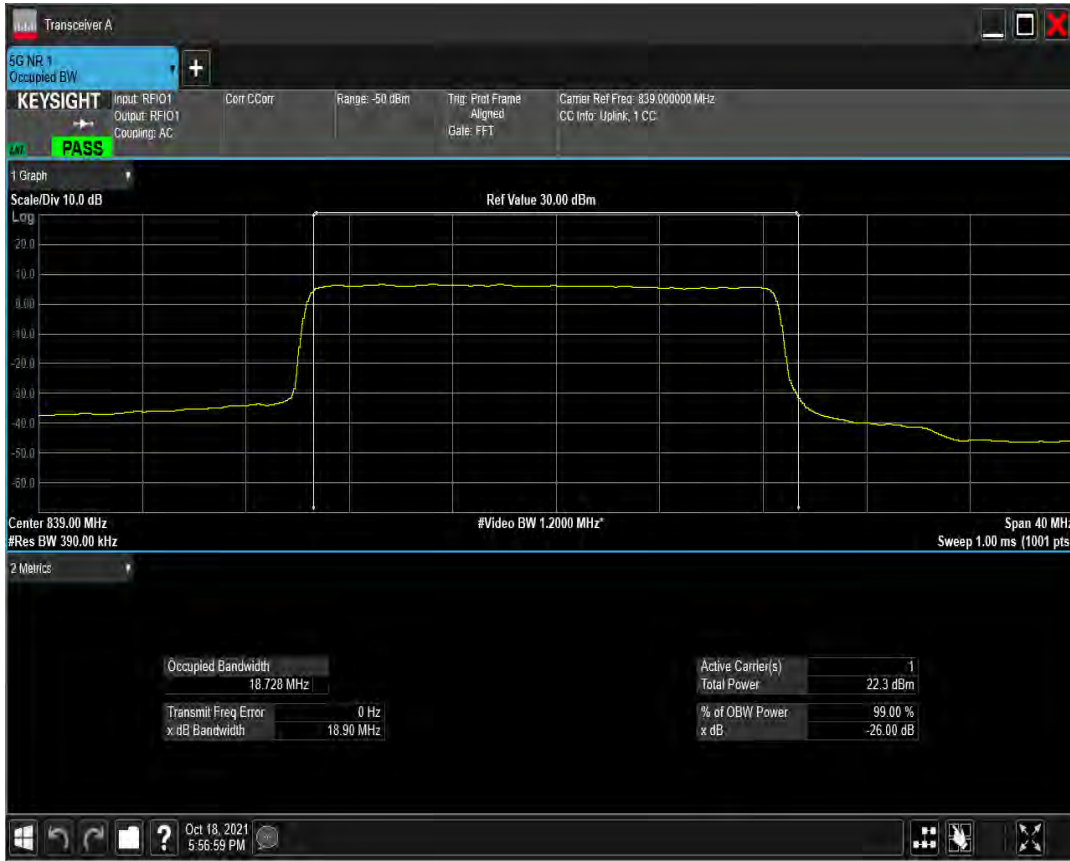 Transceiver A
5G NR 1
Occupied BW
KEYSIGHT
Input: RFIO1
Output: RFIO1
Coupling: AC
Corr CCorr
Range: -50 dBm
Trig: Prot Frame
Aligned
Gate: FFT
Carrier Ref Freq: 839.000000 MHz
CC Info: Uplink, 1 CC
PASS
1 Graph
Scale/Div 10.0 dB
Ref Value 30.00 dBm
Log
20.0
10.0
0.00
-10.0
-20.0
-30.0
-40.0
-50.0
-60.0
Center 839.00 MHz
#Video BW 1.2000 MHz*
Span 40 MHz
#Res BW 390.00 kHz
Sweep 1.00 ms (1001 pts
2 Metrics
Occupied Bandwidth
18.728 MHz
Transmit Freq Error 0 Hz
x dB Bandwidth 18.90 MHz
Active Carrier(s) 1
Total Power 22.3 dBm
% of OBW Power 99.00 %
x dB -26.00 dB
Oct 18, 2021
5:56:59 PM